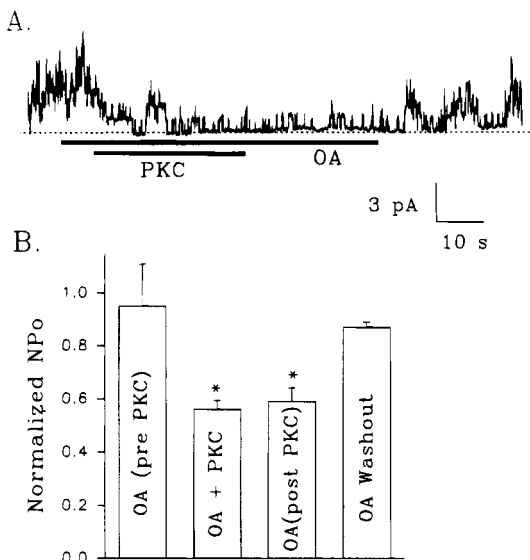 A.
PKC
OA
3 pA
10 s
B.
Normalized NPo
1.0
0.8
0.6
0.4
0.2
0.0
OA (pre PKC)
*
OA + PKC
*
OA(post PKC)
OA Washout